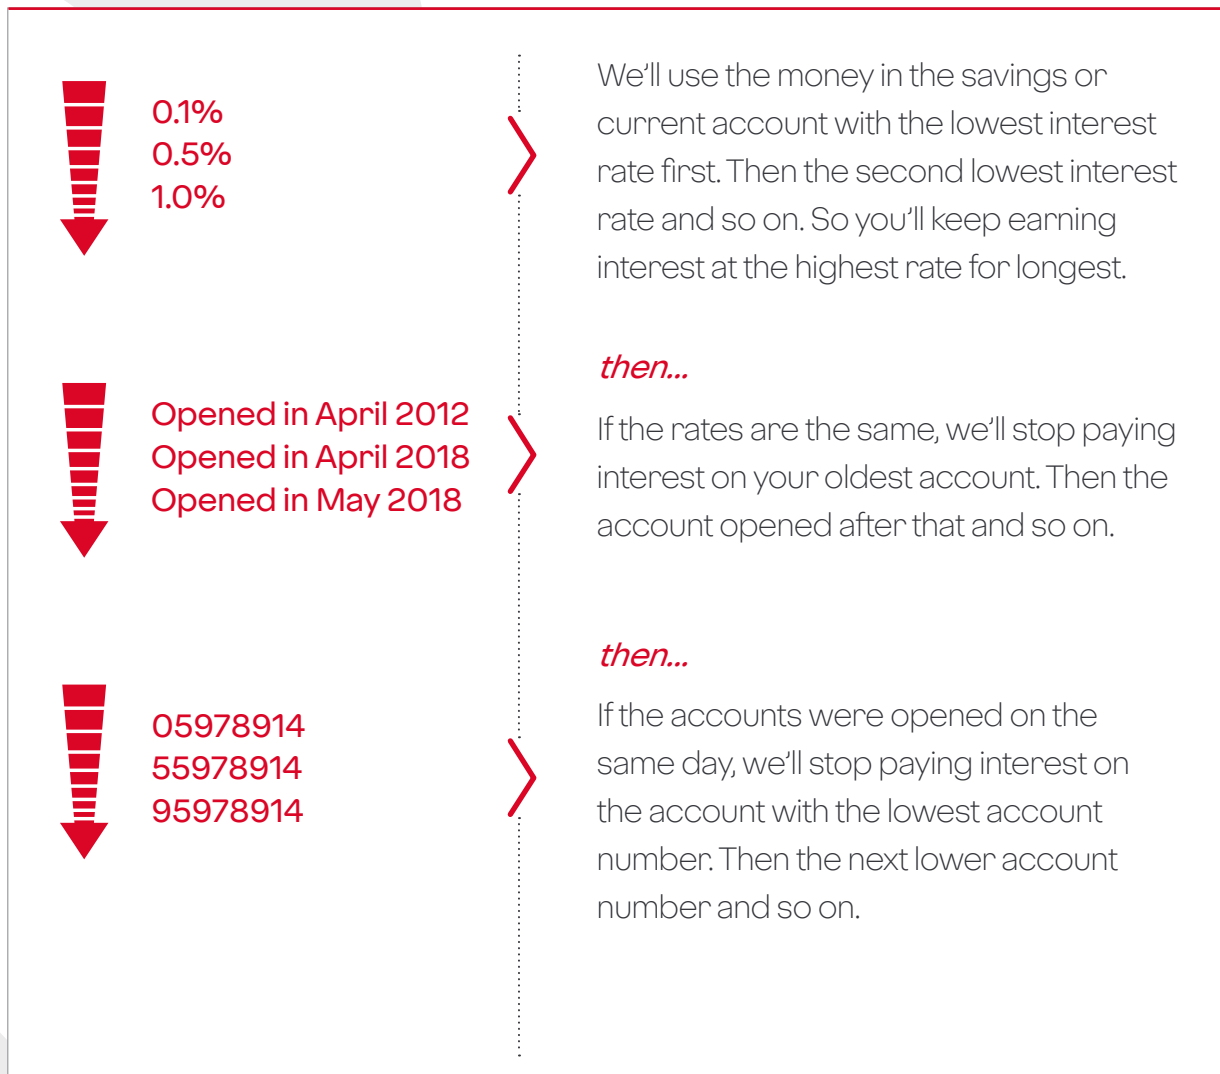 0.1%
0.5%
1.0%
We'll use the money in the savings or
current account with the lowest interest
rate first. Then the second lowest interest
rate and so on. So you'll keep earning
interest at the highest rate for longest.
then...
Opened in April 2012
Opened in April 2018
Opened in May 2018
If the rates are the same, we'll stop paying
interest on your oldest account. Then the
account opened after that and so on.
then...
05978914
55978914
95978914
If the accounts were opened on the
same day, we'll stop paying interest on
the account with the lowest account
number. Then the next lower account
number and so on.